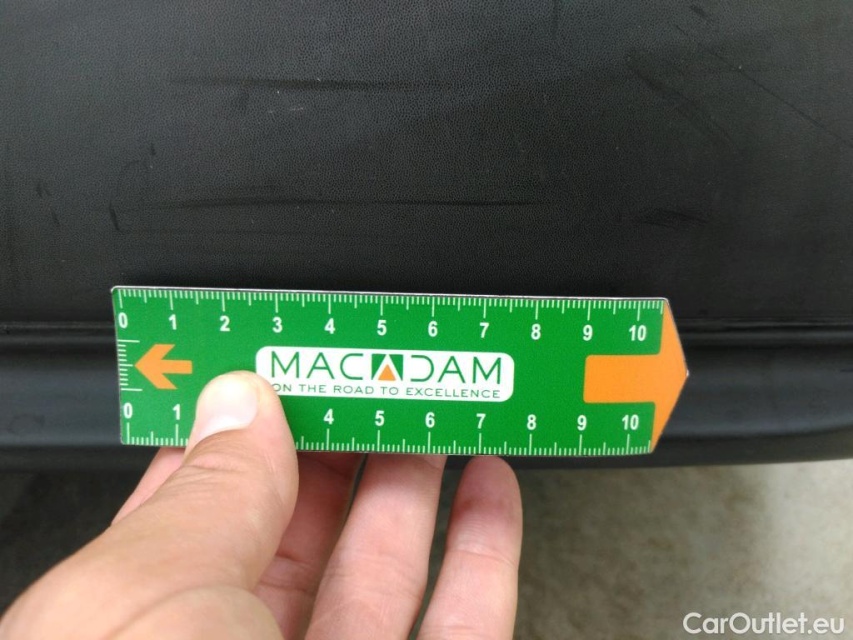 0 1 2 3 4 5 6 7 8 9 10
MACADAM
ON THE ROAD TO EXCELLENCE
0 1 4 5 6 7 8 9 10
CarOutlet.eu